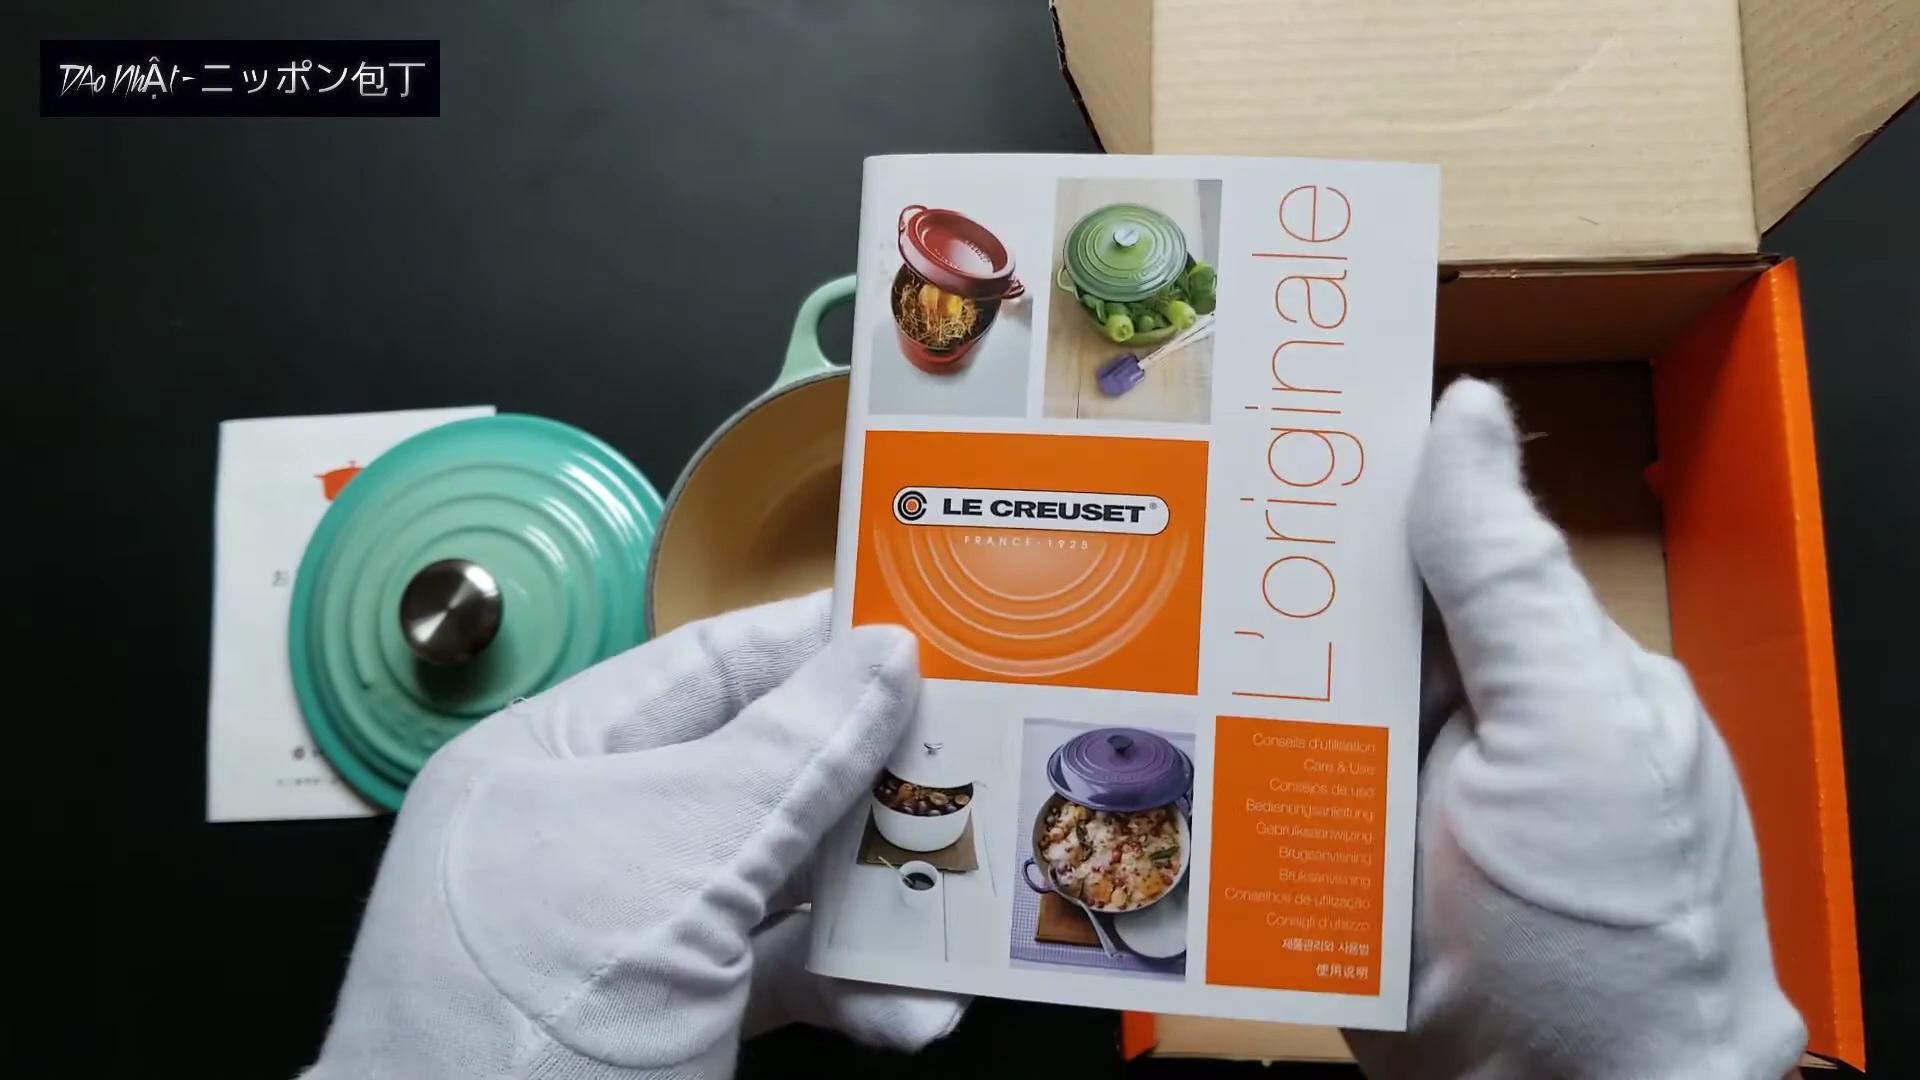 DAo NhẬt - ニッポン包丁
L'originale
LE CREUSET®
FRANCE • 1925
Conseils d'utilisation
Care & Use
Consejos de uso
Bedienungsanleitung
Gebruiksaanwijzing
Brugsanvisning
Bruksanvisning
Conselhos de utilização
Consigli d'utilizzo
제품관리와 사용법
使用说明